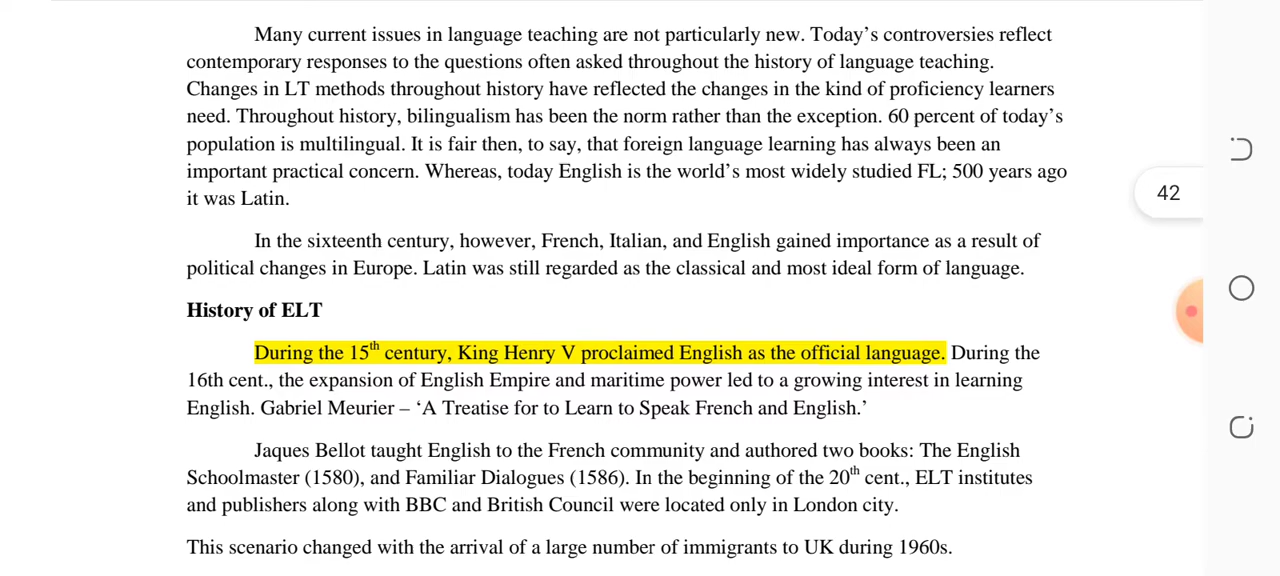 Many current issues in language teaching are not particularly new. Today’s controversies reflect
contemporary responses to the questions often asked throughout the history of language teaching.
Changes in LT methods throughout history have reflected the changes in the kind of proficiency learners
need. Throughout history, bilingualism has been the norm rather than the exception. 60 percent of today’s
population is multilingual. It is fair then, to say, that foreign language learning has always been an
important practical concern. Whereas, today English is the world’s most widely studied FL; 500 years ago
it was Latin.
42
In the sixteenth century, however, French, Italian, and English gained importance as a result of
political changes in Europe. Latin was still regarded as the classical and most ideal form of language.
History of ELT
During the 15th century, King Henry V proclaimed English as the official language. During the
16th cent., the expansion of English Empire and maritime power led to a growing interest in learning
English. Gabriel Meurier – ‘A Treatise for to Learn to Speak French and English.’
Jaques Bellot taught English to the French community and authored two books: The English
Schoolmaster (1580), and Familiar Dialogues (1586). In the beginning of the 20th cent., ELT institutes
and publishers along with BBC and British Council were located only in London city.
This scenario changed with the arrival of a large number of immigrants to UK during 1960s.